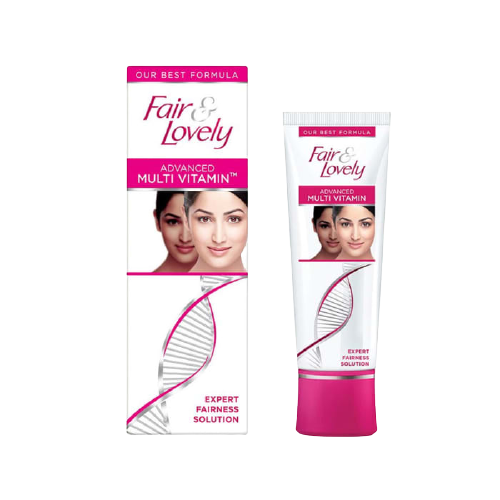 OUR BEST FORMULA
Fair &
Lovely
ADVANCED
MULTI VITAMIN™
EXPERT
FAIRNESS
SOLUTION
OUR BEST FORMULA
Fair &
Lovely
ADVANCED
MULTI VITAMIN
EXPERT
FAIRNESS
SOLUTION